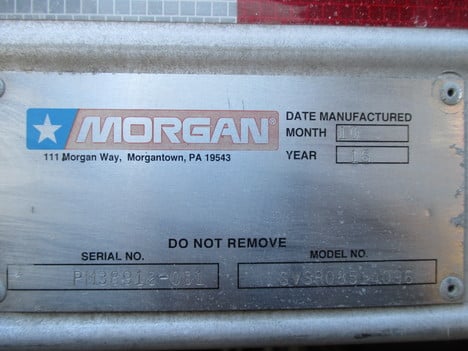 MORGAN®
111 Morgan Way, Morgantown, PA 19543
DATE MANUFACTURED
MONTH
YEAR
DO NOT REMOVE
SERIAL NO.
MODEL NO.